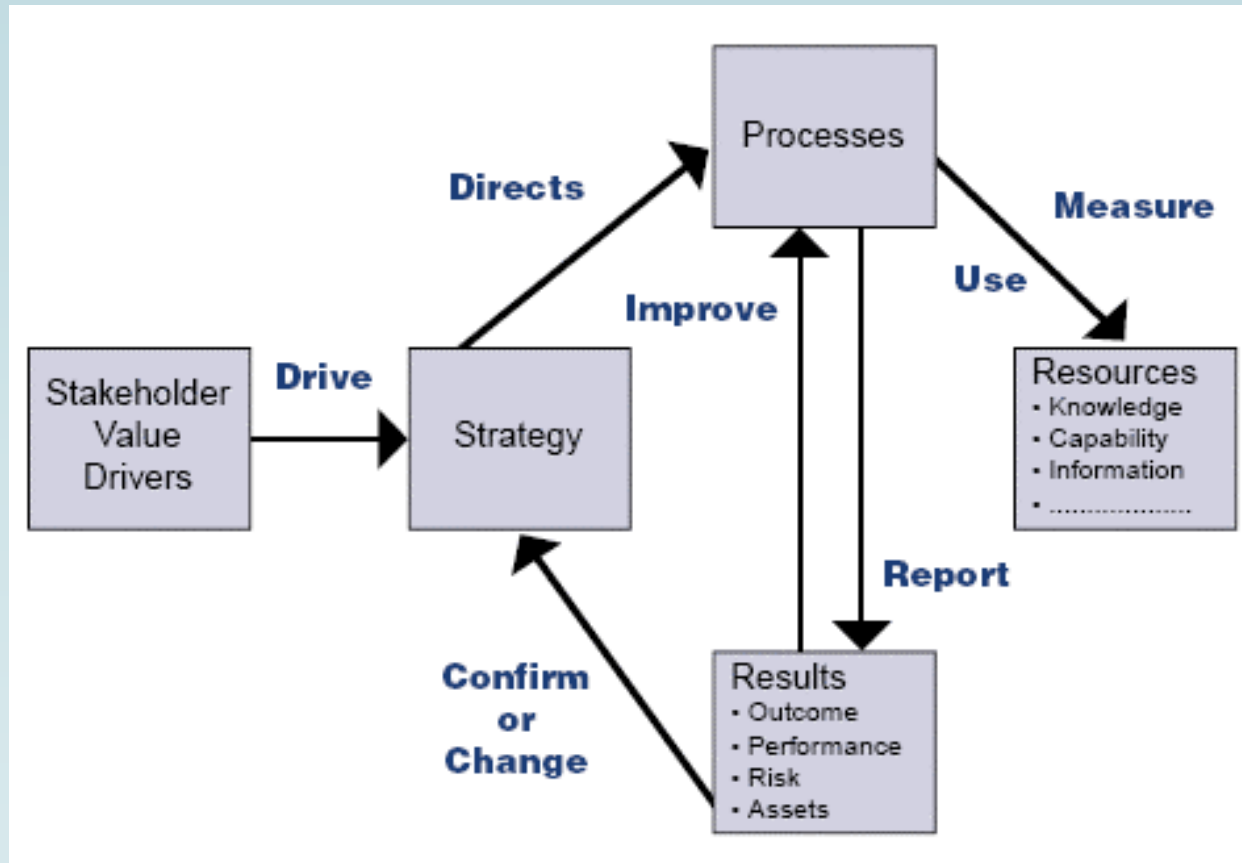 Processes
Directs
Measure
Use
Improve
Stakeholder
Value
Drivers
Drive
Strategy
Resources
▪ Knowledge
▪ Capability
▪ Information
▪ ....................
Report
Confirm
or
Change
Results
▪ Outcome
▪ Performance
▪ Risk
▪ Assets